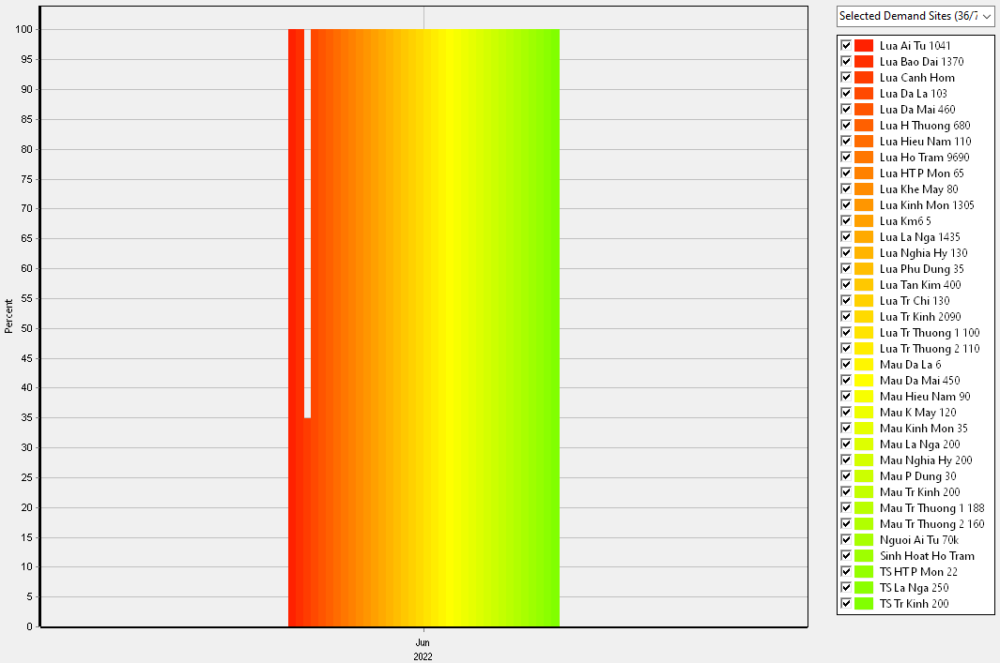 Selected Demand Sites (36/7
100
95
90
85
80
75
70
65
60
55
50
45
40
35
30
25
20
15
10
5
0
Percent
Jun
2022
Lua Ai Tu 1041
Lua Bao Dai 1370
Lua Canh Hom
Lua Da La 103
Lua Da Mai 460
Lua H Thuong 680
Lua Hieu Nam 110
Lua Ho Tram 9690
Lua HT P Mon 65
Lua Khe May 80
Lua Kinh Mon 1305
Lua Km6 5
Lua La Nga 1435
Lua Nghia Hy 130
Lua Phu Dung 35
Lua Tan Kim 400
Lua Tr Chi 130
Lua Tr Kinh 2090
Lua Tr Thuong 1 100
Lua Tr Thuong 2 110
Mau Da La 6
Mau Da Mai 450
Mau Hieu Nam 90
Mau K May 120
Mau Kinh Mon 35
Mau La Nga 200
Mau Nghia Hy 200
Mau P Dung 30
Mau Tr Kinh 200
Mau Tr Thuong 1 188
Mau Tr Thuong 2 160
Nguoi Ai Tu 70k
Sinh Hoat Ho Tram
TS HT P Mon 22
TS La Nga 250
TS Tr Kinh 200